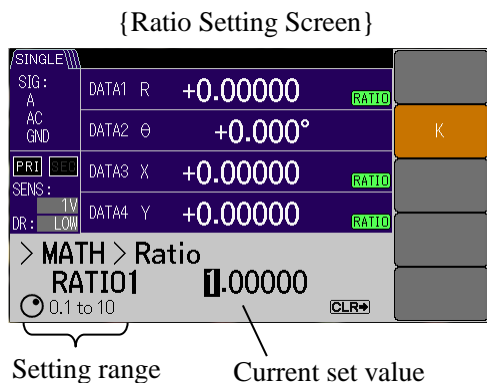 {Ratio Setting Screen}
SINGLE
SIG:
A
AC
GND
PRI SEC
SENS:
1V
DR: LOW
DATA1 R +0.00000 RATIO
DATA2 θ +0.000°
DATA3 X +0.00000 RATIO
DATA4 Y +0.00000 RATIO
K
> MATH > Ratio
RATIO1 1.00000
0.1 to 10 CLR→
Setting range Current set value